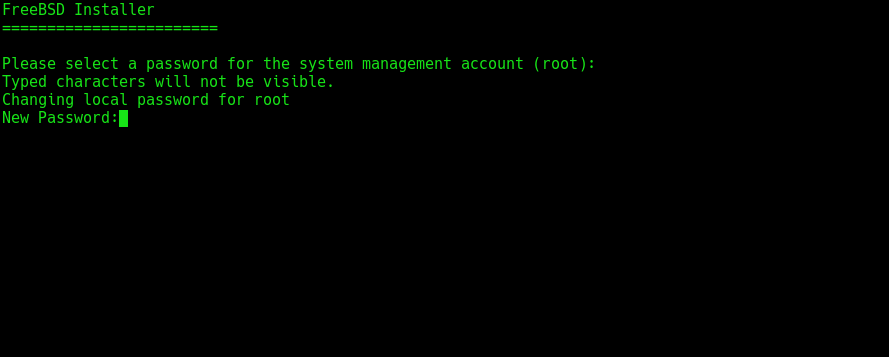 FreeBSD Installer
========================
Please select a password for the system management account (root):
Typed characters will not be visible.
Changing local password for root
New Password: